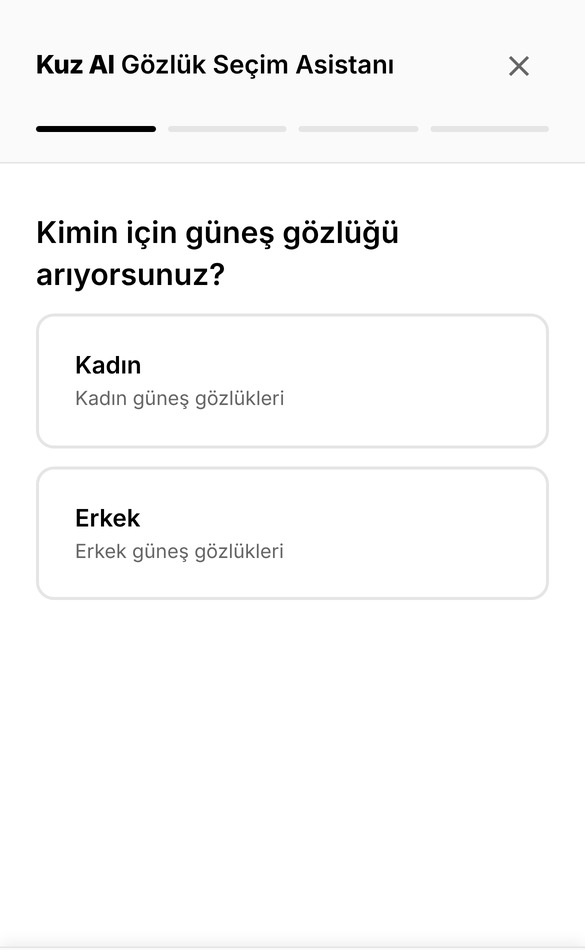 Kuz AI Gözlük Seçim Asistanı
Kimin için güneş gözlüğü
arıyorsunuz?
Kadın
Kadın güneş gözlükleri
Erkek
Erkek güneş gözlükleri